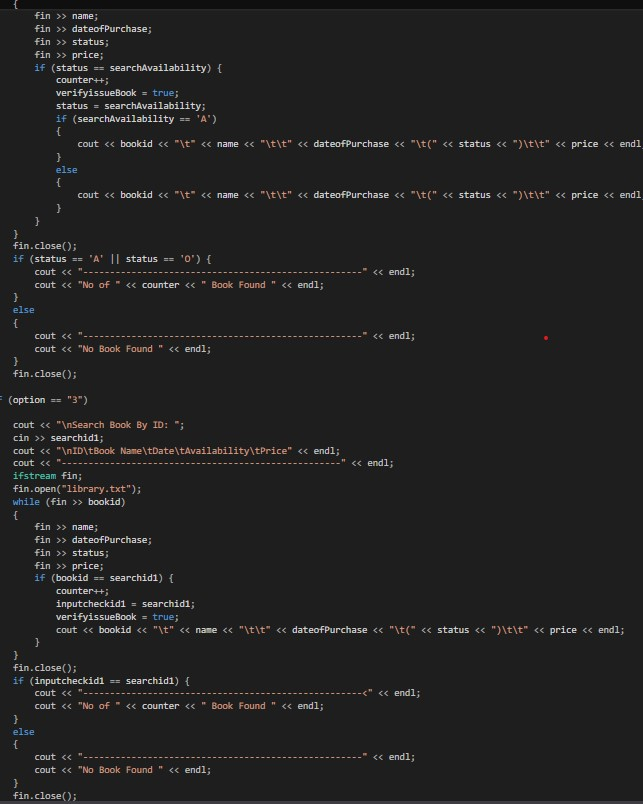 {
fin >> name;
fin >> dateofPurchase;
fin >> status;
fin >> price;
if (status == searchAvailability) {
counter++;
verifyissueBook = true;
status = searchAvailability;
if (searchAvailability == 'A')
{
cout << bookid << "\t" << name << "\t\t" << dateofPurchase << "\t(" << status << ")\t\t" << price << endl
}
else
{
cout << bookid << "\t" << name << "\t\t" << dateofPurchase << "\t(" << status << ")\t\t" << price << endl
}
}
}
fin.close();
if (status == 'A' || status == 'O') {
cout << "----------------------------------------------------" << endl;
cout << "No of " << counter << " Book Found " << endl;
}
else
{
cout << "----------------------------------------------------" << endl;
cout << "No Book Found " << endl;
}
fin.close();
f (option == "3")
cout << "\nSearch Book By ID: ";
cin >> searchid1;
cout << "\nID\tBook Name\tDate\tAvailability\tPrice" << endl;
cout << "----------------------------------------------------" << endl;
ifstream fin;
fin.open("library.txt");
while (fin >> bookid)
{
fin >> name;
fin >> dateofPurchase;
fin >> status;
fin >> price;
if (bookid == searchid1) {
counter++;
inputcheckid1 = searchid1;
verifyissueBook = true;
cout << bookid << "\t" << name << "\t\t" << dateofPurchase << "\t(" << status << ")\t\t" << price << endl;
}
}
fin.close();
if (inputcheckid1 == searchid1) {
cout << "----------------------------------------------------<" << endl;
cout << "No of " << counter << " Book Found " << endl;
}
else
{
cout << "----------------------------------------------------" << endl;
cout << "No Book Found " << endl;
}
fin.close();